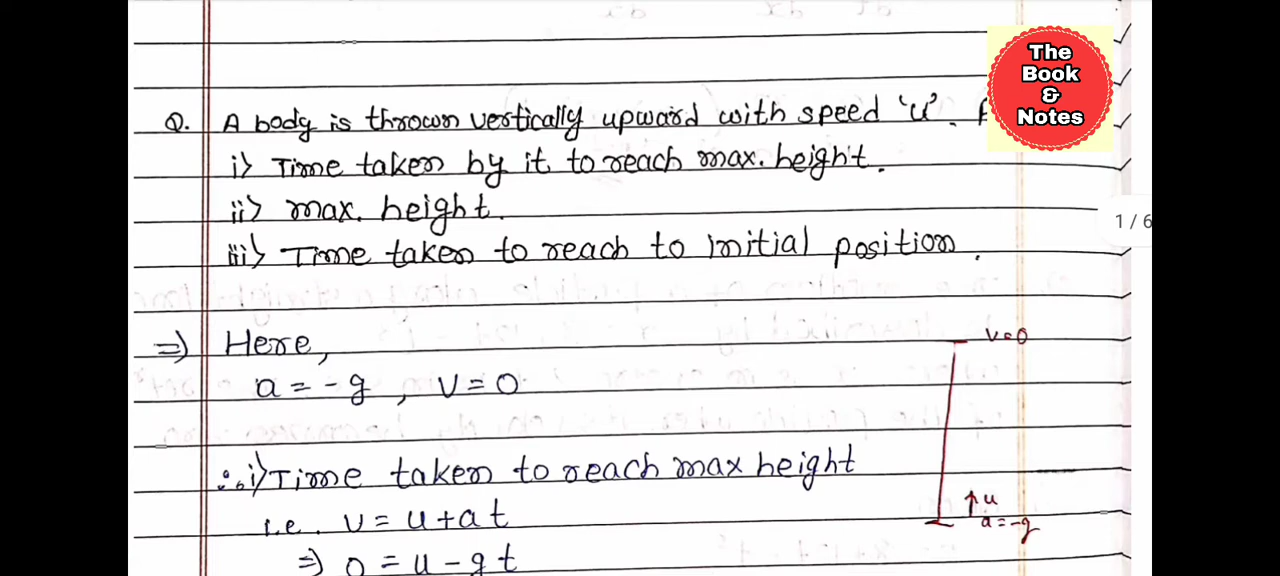 Q. A body is thrown vertically upward with speed 'u'.
i) Time taken by it to reach max. height.
ii) max. height.
iii) Time taken to reach to initial position.
⇒ Here,
a = -g , v = 0
∴ i) Time taken to reach max height
i.e. v = u + at
⇒ 0 = u - gt
v=0
↑u
a=-g
The
Book
&
Notes
1/6